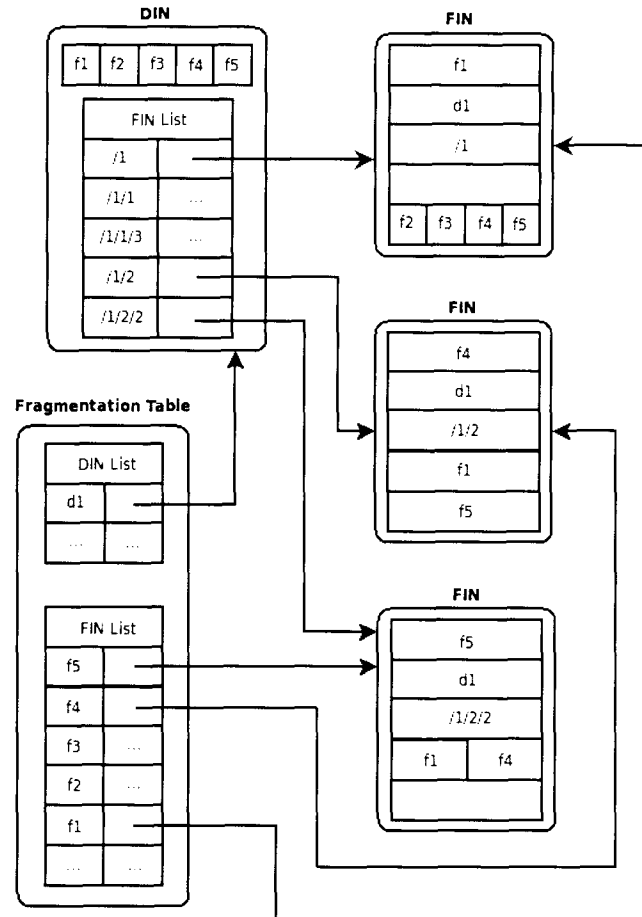 DIN
f1 f2 f3 f4 f5
FIN List
/1
/1/1 ...
/1/1/3 ...
/1/2
/1/2/2
FIN
f1
d1
/1
f2 f3 f4 f5
FIN
f4
d1
/1/2
f1
f5
Fragmentation Table
DIN List
d1
... ...
FIN List
f5
f4
f3 ...
f2 ...
f1
... ...
FIN
f5
d1
/1/2/2
f1 f4